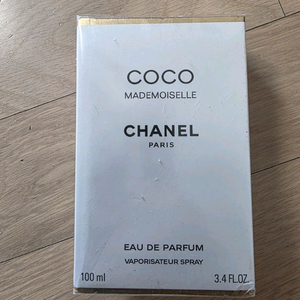 COCO
MADEMOISELLE
CHANEL
PARIS
EAU DE PARFUM
VAPORISATEUR SPRAY
100 ml 3.4 FL.OZ.